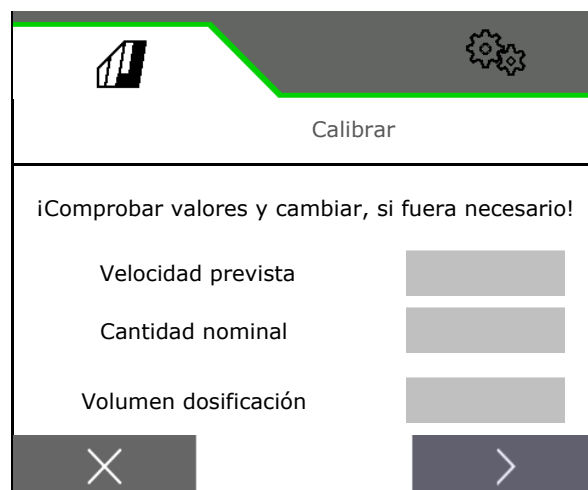 Calibrar
¡Comprobar valores y cambiar, si fuera necesario!
Velocidad prevista
Cantidad nominal
Volumen dosificación